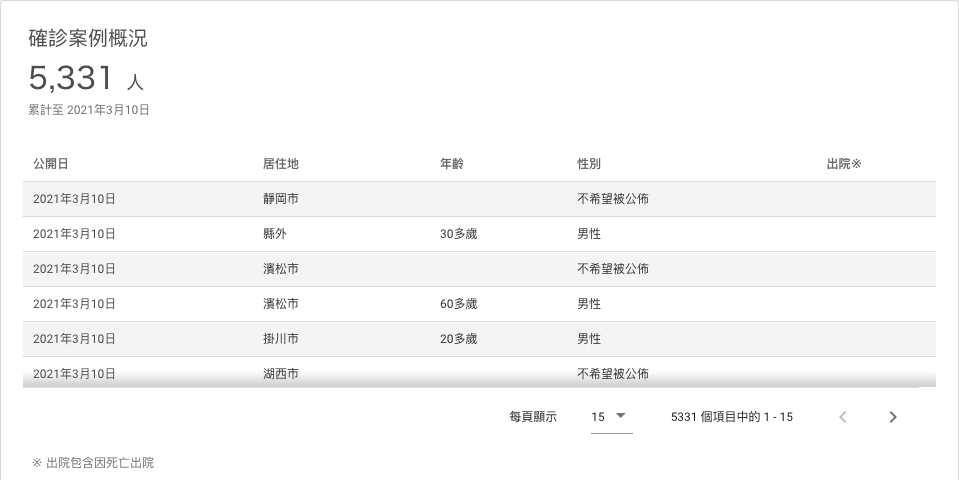 確診案例概況
5,331 人
累計至 2021年3月10日
公開日 居住地 年齡 性別 出院※
2021年3月10日 靜岡市 不希望被公佈
2021年3月10日 縣外 30多歲 男性
2021年3月10日 濱松市 不希望被公佈
2021年3月10日 濱松市 60多歲 男性
2021年3月10日 掛川市 20多歲 男性
2021年3月10日 湖西市 不希望被公佈
每頁顯示 15 5331 個項目中的 1 - 15
※ 出院包含因死亡出院